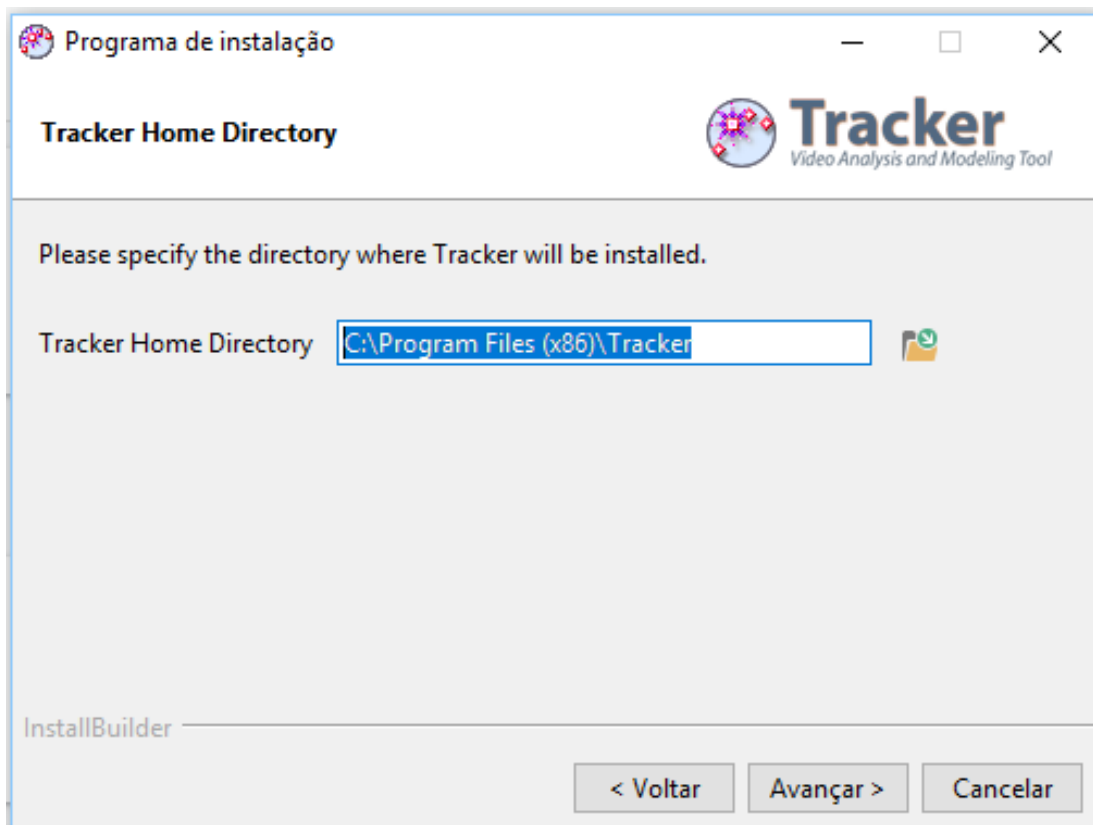 Programa de instalação
Tracker Home Directory
Tracker
Video Analysis and Modeling Tool
Please specify the directory where Tracker will be installed.
Tracker Home Directory C:\Program Files (x86)\Tracker
InstallBuilder
< Voltar Avançar > Cancelar